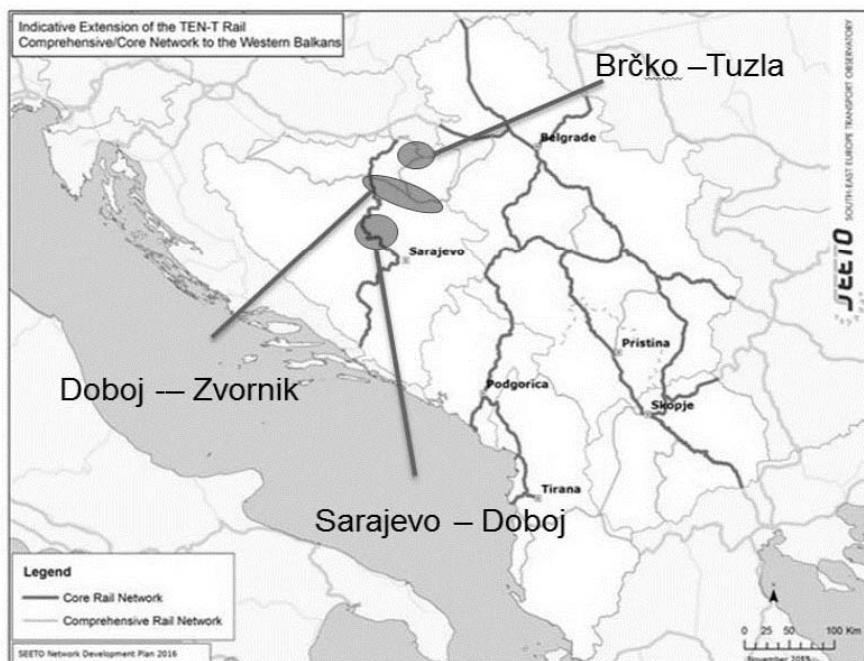 Indicative Extension of the TEN-T Rail
Comprehensive/Core Network to the Western Balkans
Brčko –Tuzla
Belgrade
SOUTH-EAST EUROPE TRANSPORT OBSERVATORY
SEETO
Sarajevo
Pristina
Doboj -– Zvornik
Podgorica
Skopje
Tirana
Sarajevo – Doboj
Legend
Core Rail Network
Comprehensive Rail Network
0 25 50 100 Km
SEETO Network Development Plan 2016
November 2015